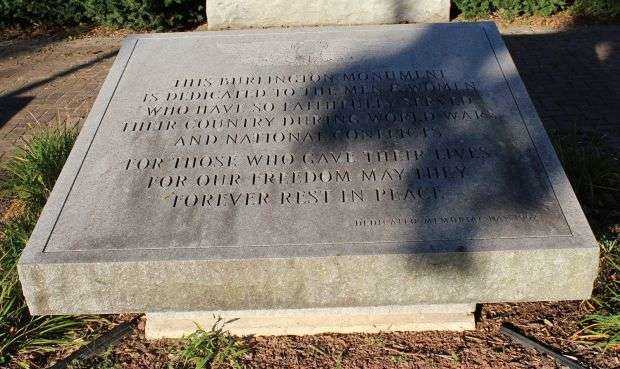 THIS BURLINGTON MONUMENT
IS DEDICATED TO THE MEN & WOMEN
WHO HAVE SO FAITHFULLY SERVED
THEIR COUNTRY DURING WORLD WARS
AND NATIONAL CONFLICTS.
FOR THOSE WHO GAVE THEIR LIVES
FOR OUR FREEDOM MAY THEY
FOREVER REST IN PEACE
DEDICATED MEMORIAL DAY